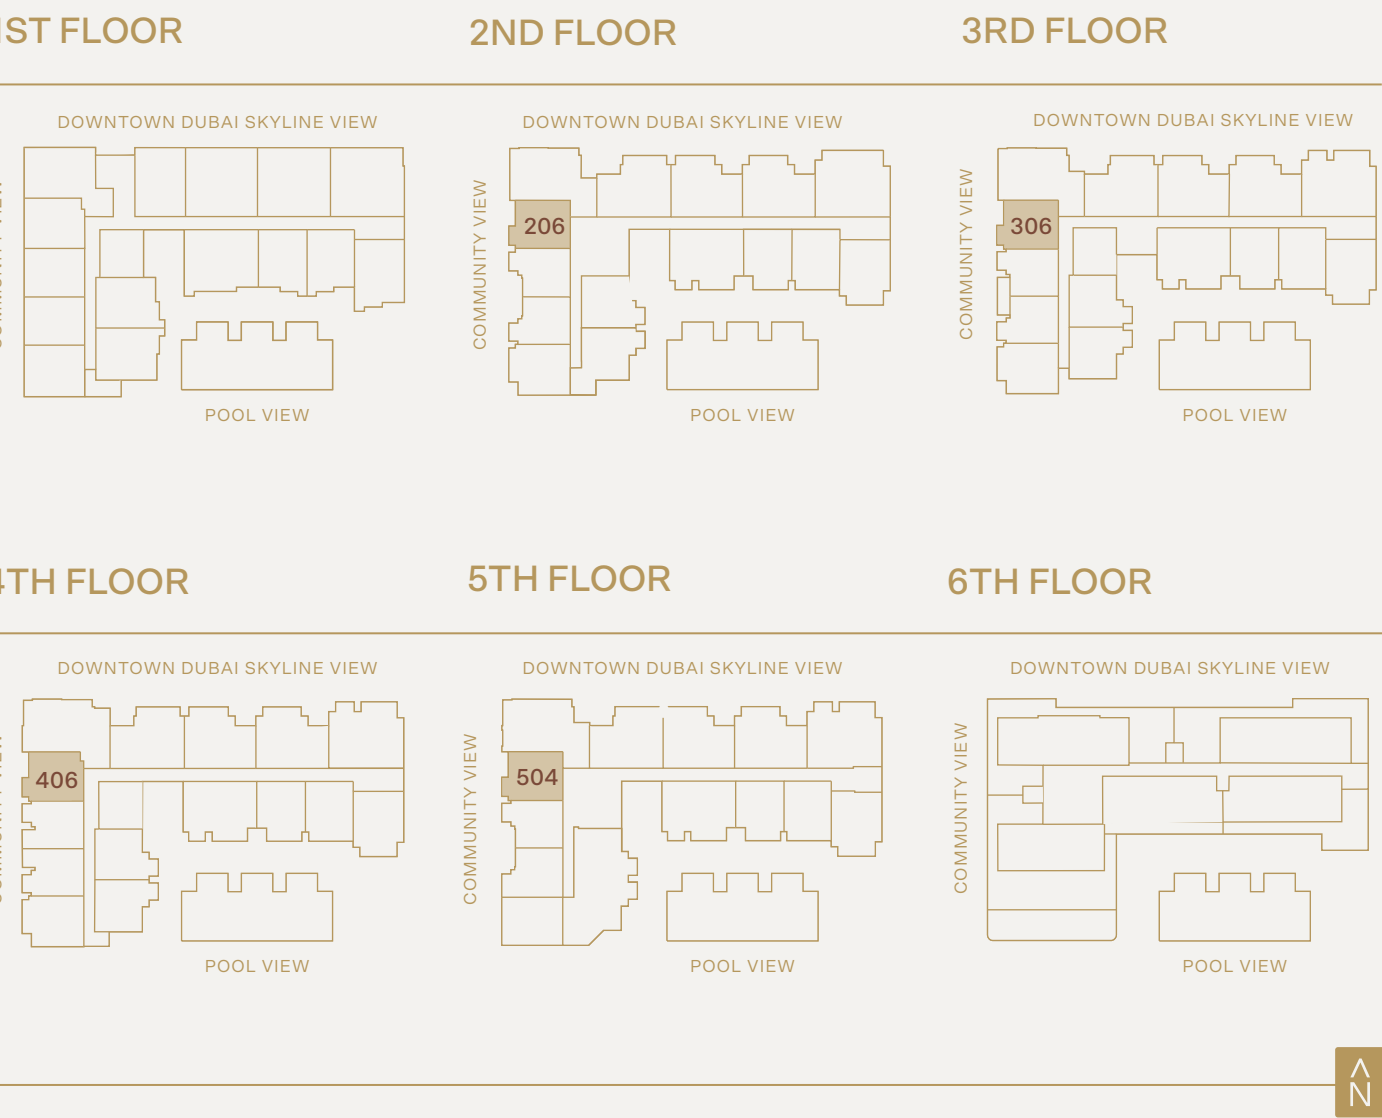 1ST FLOOR
2ND FLOOR
3RD FLOOR
DOWNTOWN DUBAI SKYLINE VIEW
DOWNTOWN DUBAI SKYLINE VIEW
DOWNTOWN DUBAI SKYLINE VIEW
COMMUNITY VIEW
206
COMMUNITY VIEW
306
POOL VIEW
POOL VIEW
POOL VIEW
4TH FLOOR
5TH FLOOR
6TH FLOOR
DOWNTOWN DUBAI SKYLINE VIEW
DOWNTOWN DUBAI SKYLINE VIEW
DOWNTOWN DUBAI SKYLINE VIEW
406
COMMUNITY VIEW
504
COMMUNITY VIEW
POOL VIEW
POOL VIEW
POOL VIEW
N